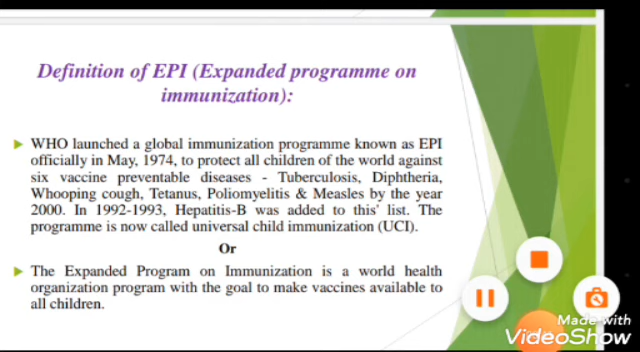 Definition of EPI (Expanded programme on
immunization):
WHO launched a global immunization programme known as EPI
officially in May, 1974, to protect all children of the world against
six vaccine preventable diseases - Tuberculosis, Diphtheria,
Whooping cough, Tetanus, Poliomyelitis & Measles by the year
2000. In 1992-1993, Hepatitis-B was added to this' list. The
programme is now called universal child immunization (UCI).
Or
The Expanded Program on Immunization is a world health
organization program with the goal to make vaccines available to
all children.
Made with
VideoShow